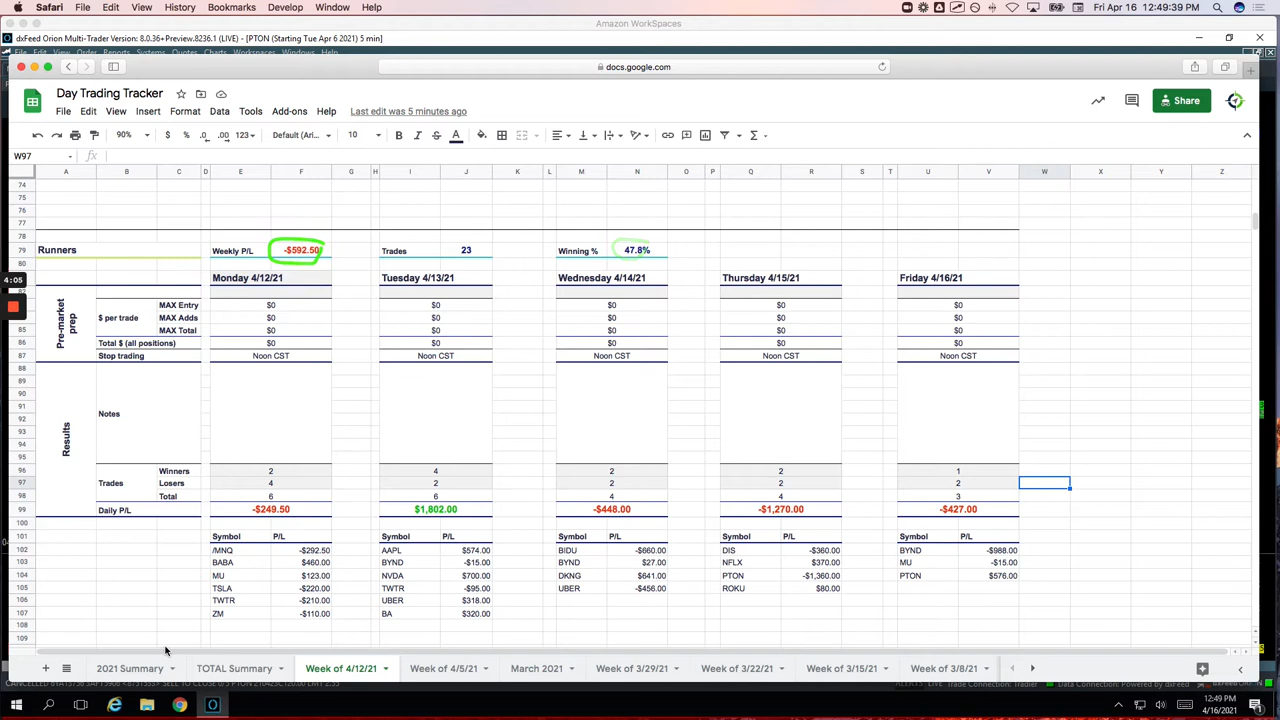 Safari File Edit View History Bookmarks Develop Window Help Fri Apr 16 12:49:39 PM
Amazon WorkSpaces
dxFeed Orion Multi-Trader Version: 8.0.36+Preview.8236.1 (LIVE) - [PTON (Starting Tue Apr 6 2021) 5 min]
docs.google.com
Day Trading Tracker
File Edit View Insert Format Data Tools Add-ons Help Last edit was 5 minutes ago
Share
90% $ % .0 .00 123 Default (Ari... 10 B I S A
W97 fx
A B C D E F G H I J K L M N O P Q R S T U V W X Y Z
74
75
76
77
78
79 Runners Weekly P/L -$592.50 Trades 23 Winning % 47.8%
80
Monday 4/12/21 Tuesday 4/13/21 Wednesday 4/14/21 Thursday 4/15/21 Friday 4/16/21
4:05
Pre-market prep
MAX Entry $0 $0 $0 $0 $0
$ per trade MAX Adds $0 $0 $0 $0 $0
85 MAX Total $0 $0 $0 $0 $0
86 Total $ (all positions) $0 $0 $0 $0 $0
87 Stop trading Noon CST Noon CST Noon CST Noon CST Noon CST
88
89
90
91
Results
Notes
92
93
94
95
96 Winners 2 4 2 2 1
97 Trades Losers 4 2 2 2 2
98 Total 6 6 4 4 3
99 Daily P/L -$249.50 $1,802.00 -$448.00 -$1,270.00 -$427.00
100
101 Symbol P/L Symbol P/L Symbol P/L Symbol P/L Symbol P/L
102 /MNQ -$292.50 AAPL $574.00 BIDU -$660.00 DIS -$360.00 BYND -$988.00
103 BABA $460.00 BYND -$15.00 BYND $27.00 NFLX $370.00 MU -$15.00
104 MU $123.00 NVDA $700.00 DKNG $641.00 PTON -$1,360.00 PTON $576.00
105 TSLA -$220.00 TWTR -$95.00 UBER -$456.00 ROKU $80.00
106 TWTR -$210.00 UBER $318.00
107 ZM -$110.00 BA $320.00
108
109
2021 Summary TOTAL Summary Week of 4/12/21 Week of 4/5/21 March 2021 Week of 3/29/21 Week of 3/22/21 Week of 3/15/21 Week of 3/8/21
12:49 PM
4/16/2021